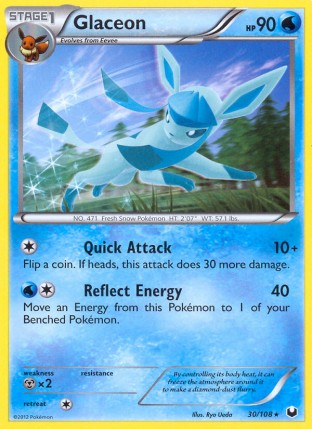 STAGE1
Glaceon
HP 90
Evolves from Eevee
NO. 471. Fresh Snow Pokémon HT: 2'07" WT: 57.1 lbs.
Quick Attack 10+
Flip a coin. If heads, this attack does 30 more damage.
Reflect Energy 40
Move an Energy from this Pokémon to 1 of your
Benched Pokémon.
weakness resistance
×2
By controlling its body heat, it can
freeze the atmosphere around it
to make a diamond-dust flurry.
retreat
©2012 Pokémon
Illus. Ryo Ueda
30/108 ★